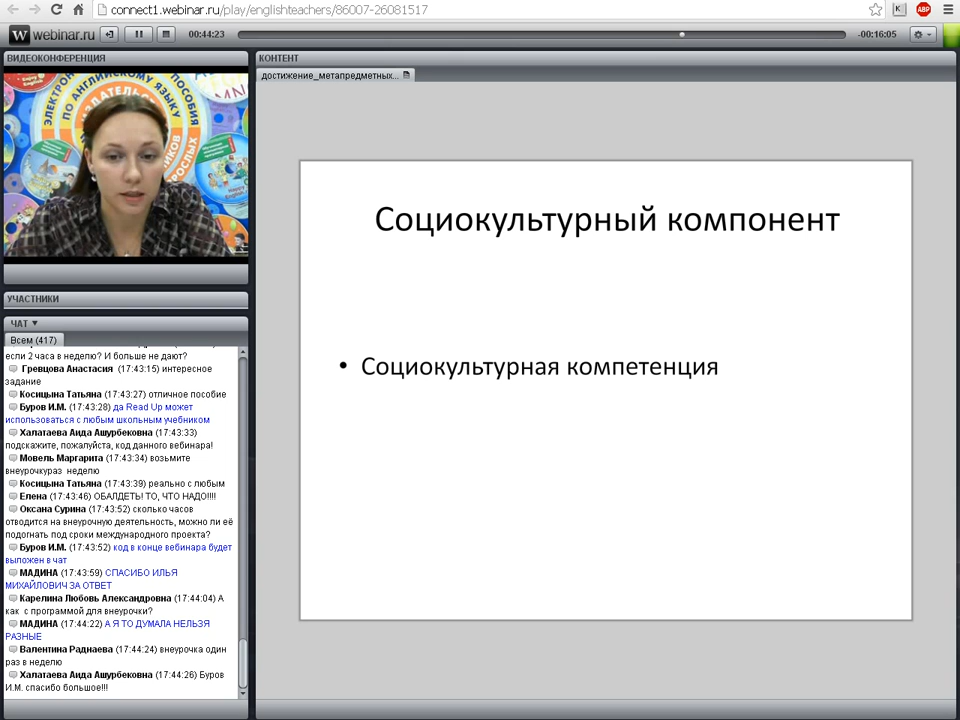 connect1.webinar.ru/play/englishteachers/86007-26081517
webinar.ru
00:44:23
-00:16:05
ВИДЕОКОНФЕРЕНЦИЯ
ЭЛЕКТРОННЫЕ ПОСОБИЯ
ПО АНГЛИЙСКОМУ ЯЗЫКУ
УЧАСТНИКИ
ЧАТ
Всем (417)
если 2 часа в неделю? И больше не дают?
Гревцова Анастасия (17:43:15) интересное
задание
Косицына Татьяна (17:43:27) отличное пособие
Буров И.М. (17:43:28) да Read Up может
использоваться с любым школьным учебником
Халатаева Аида Ашурбековна (17:43:33)
подскажите, пожалуйста, код данного вебинара!
Мовель Маргарита (17:43:34) возьмите
внеурочкураз неделю
Косицына Татьяна (17:43:39) реально с любым
Елена (17:43:46) ОБАЛДЕТЬ! ТО, ЧТО НАДО!!!!
Оксана Сурина (17:43:52) сколько часов
отводится на внеурочную деятельность, можно ли её
подогнать под сроки международного проекта?
Буров И.М. (17:43:52) код в конце вебинара будет
выложен в чат
МАДИНА (17:43:59) СПАСИБО ИЛЬЯ
МИХАЙЛОВИЧ ЗА ОТВЕТ
Карелина Любовь Александровна (17:44:04) А
как с программой для внеурочки?
МАДИНА (17:44:22) А Я ТО ДУМАЛА НЕЛЬЗЯ
РАЗНЫЕ
Валентина Раднаева (17:44:24) внеурочка один
раз в неделю
Халатаева Аида Ашурбековна (17:44:26) Буров
И.М. спасибо большое!!!
КОНТЕНТ
достижение_метапредметных...
Социокультурный компонент
• Социокультурная компетенция